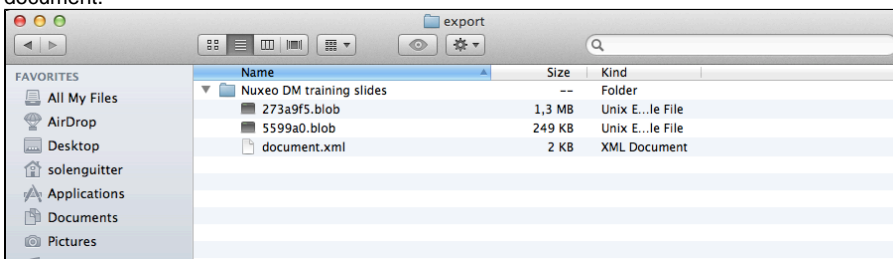 document.
export
FAVORITES
Name Size Kind
All My Files
Nuxeo DM training slides -- Folder
AirDrop
273a9f5.blob 1,3 MB Unix E...le File
5599a0.blob 249 KB Unix E...le File
Desktop
document.xml 2 KB XML Document
solenguitter
Applications
Documents
Pictures